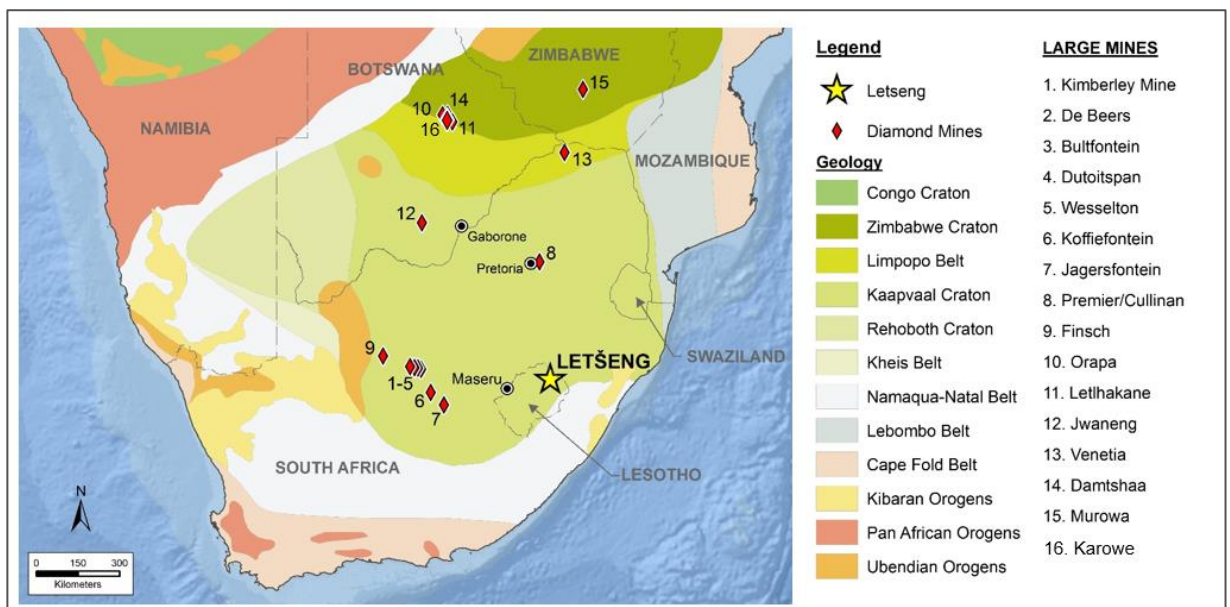 ZIMBABWE
BOTSWANA
15
10
14
16
11
NAMIBIA
13
MOZAMBIQUE
12
Gaborone
8
Pretoria
SWAZILAND
9
LETŠENG
1-5
Maseru
6
7
SOUTH AFRICA
LESOTHO
N
0 150 300
Kilometers
Legend
Letseng
Diamond Mines
Geology
Congo Craton
Zimbabwe Craton
Limpopo Belt
Kaapvaal Craton
Rehoboth Craton
Kheis Belt
Namaqua-Natal Belt
Lebombo Belt
Cape Fold Belt
Kibaran Orogens
Pan African Orogens
Ubendian Orogens
LARGE MINES
1. Kimberley Mine
2. De Beers
3. Bultfontein
4. Dutoitspan
5. Wesselton
6. Koffiefontein
7. Jagersfontein
8. Premier/Cullinan
9. Finsch
10. Orapa
11. Letlhakane
12. Jwaneng
13. Venetia
14. Damtshaa
15. Murowa
16. Karowe